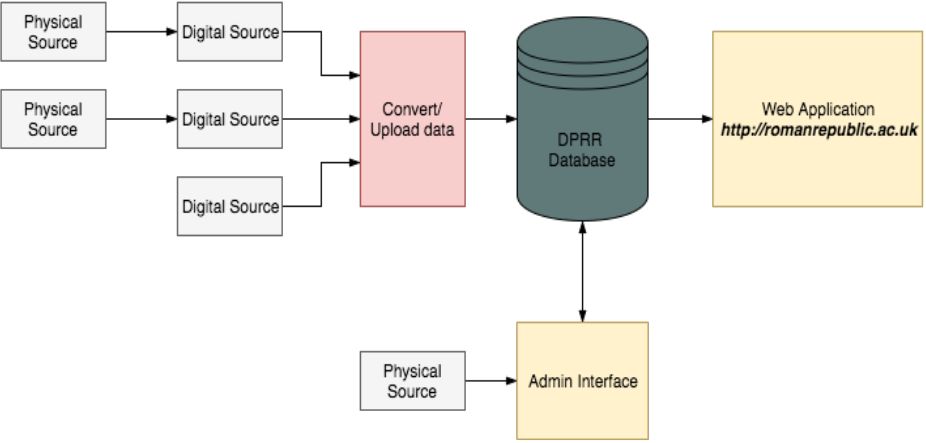 Physical
Source
Digital Source
Physical
Source
Digital Source
Digital Source
Convert/
Upload data
DPRR
Database
Web Application
http://romanrepublic.ac.uk
Physical
Source
Admin Interface